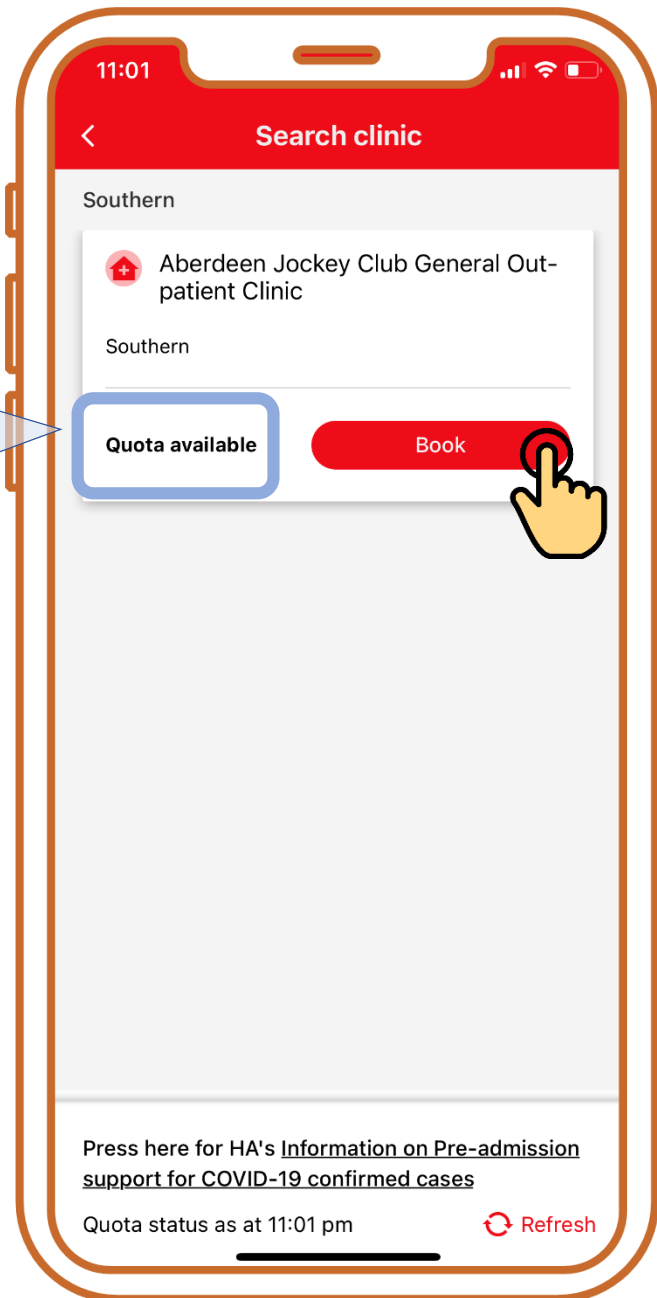 11:01
Search clinic
Southern
Aberdeen Jockey Club General Out-
patient Clinic
Southern
Quota available
Book
Press here for HA's Information on Pre-admission
support for COVID-19 confirmed cases
Quota status as at 11:01 pm
Refresh